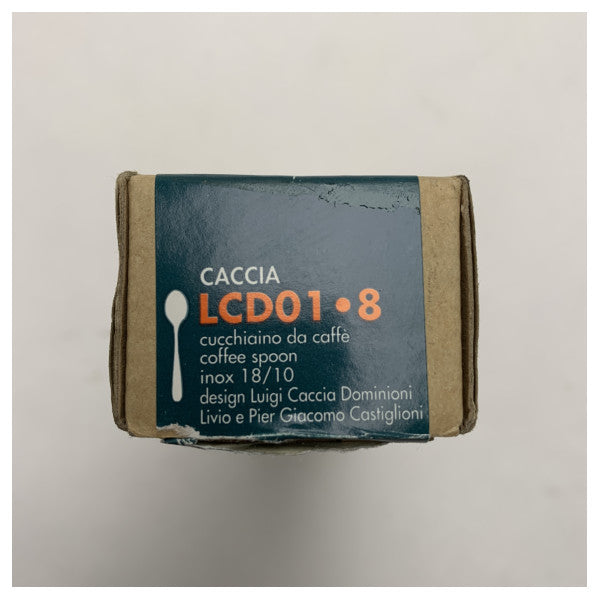 CACCIA
LCD01•8
cucchiaino da caffè
coffee spoon
inox 18/10
design Luigi Caccia Dominioni
Livio e Pier Giacomo Castiglioni